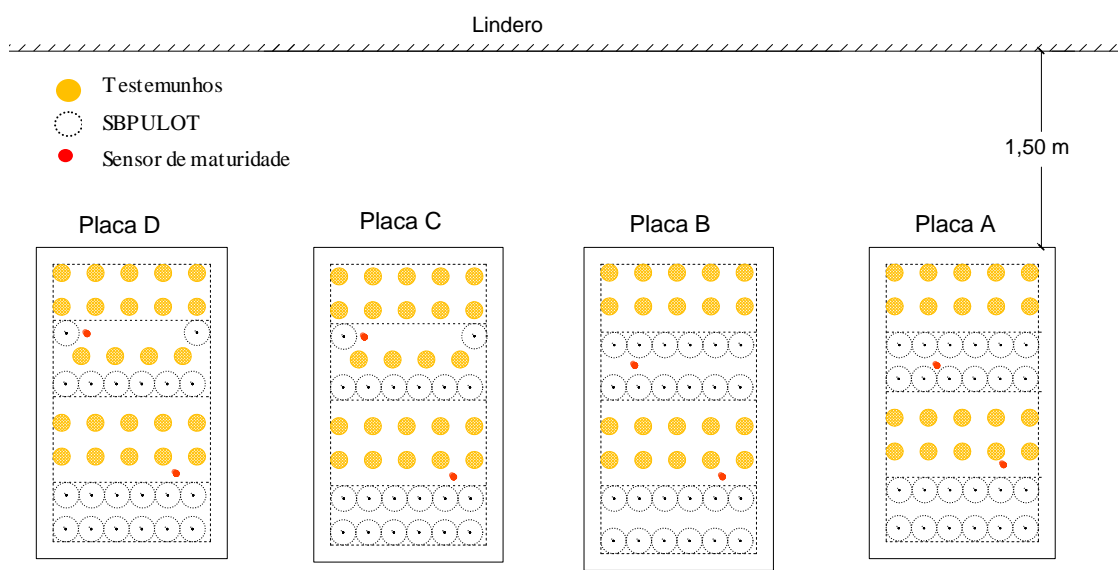 Lindero
Testemunhos
SBPULOT
Sensor de maturidade
1,50 m
Placa D
Placa C
Placa B
Placa A